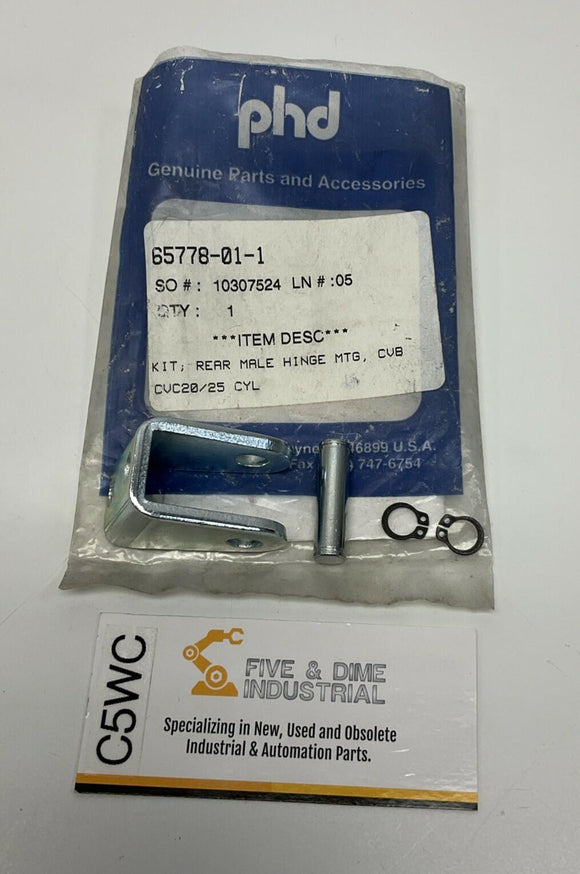 phd
Genuine Parts and Accessories
65778-01-1
SO #: 10307524 LN #:05
QTY: 1
***ITEM DESC***
KIT; REAR MALE HINGE MTG, CVB
CVC20/25 CYL
46899 U.S.A.
747-6754
C5WC
FIVE & DIME
INDUSTRIAL
Specializing in New, Used and Obsolete
Industrial & Automation Parts.